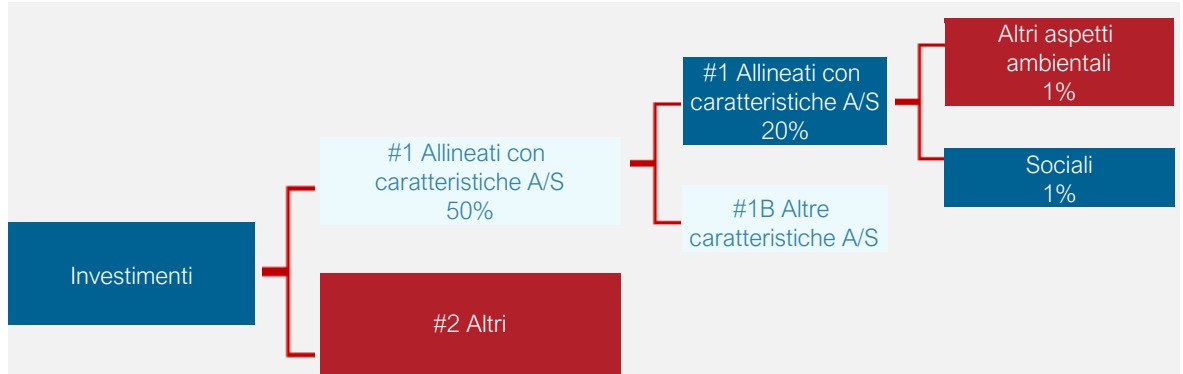 Investimenti
#1 Allineati con
caratteristiche A/S
50%
#2 Altri
#1 Allineati con
caratteristiche A/S
20%
#1B Altre
caratteristiche A/S
Altri aspetti
ambientali
1%
Sociali
1%